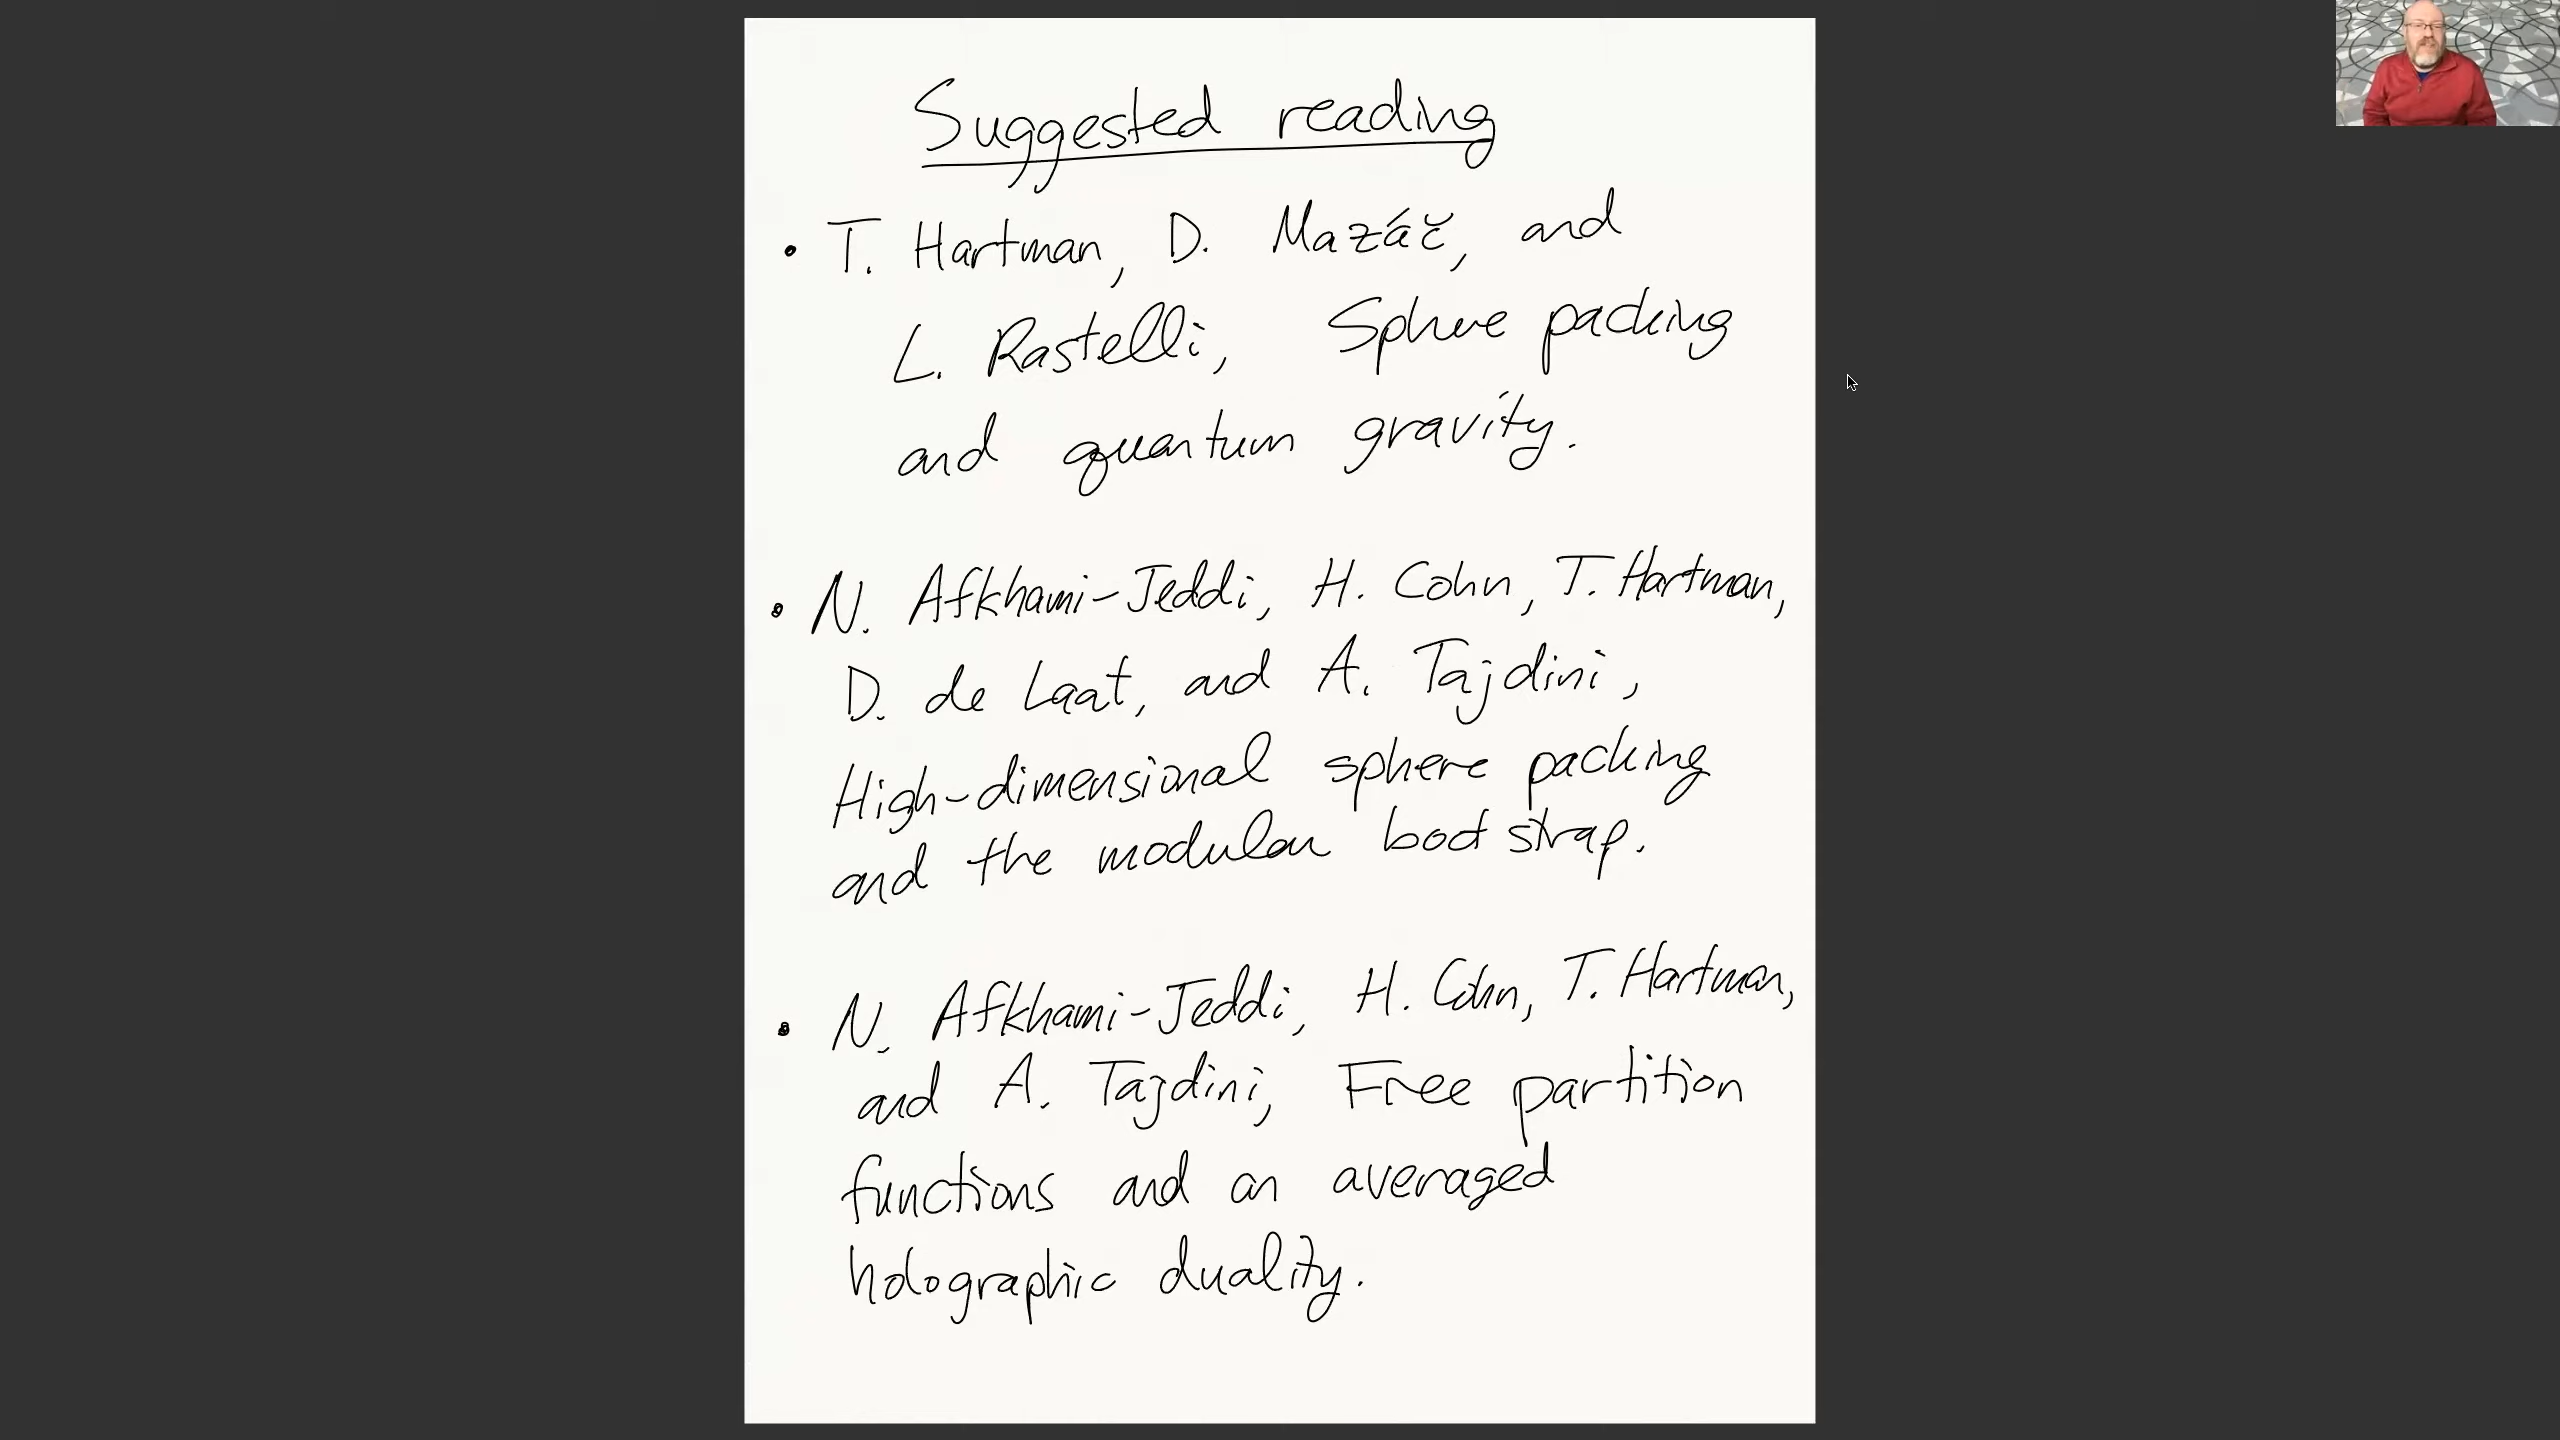 Suggested reading
• T. Hartman, D. Mazáč, and
L. Rastelli, Sphere packing
and quantum gravity.
• N. Afkhami-Jeddi, H. Cohn, T. Hartman,
D. de Laat, and A. Tajdini,
High-dimensional sphere packing
and the modular bootstrap.
• N. Afkhami-Jeddi, H. Cohn, T. Hartman,
and A. Tajdini, Free partition
functions and an averaged
holographic duality.